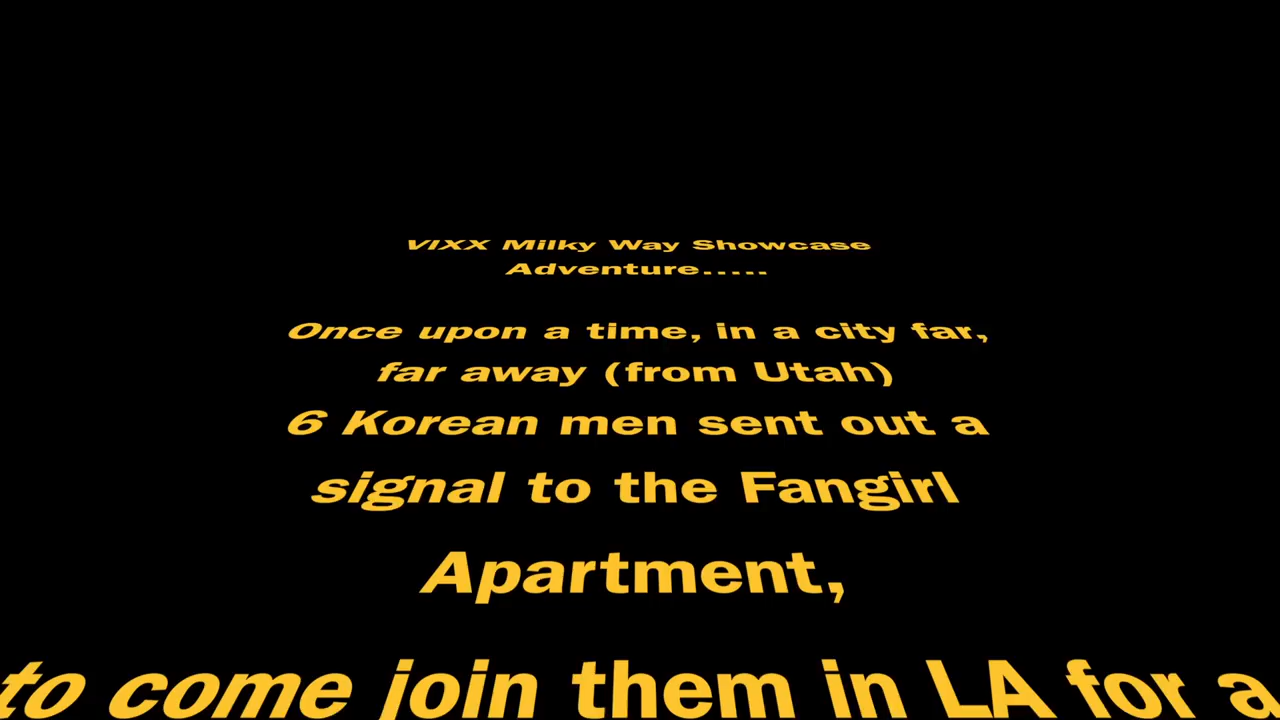 VIXX Milky Way Showcase
Adventure.....
Once upon a time, in a city far,
far away (from Utah)
6 Korean men sent out a
signal to the Fangirl
Apartment,
to come join them in LA for a